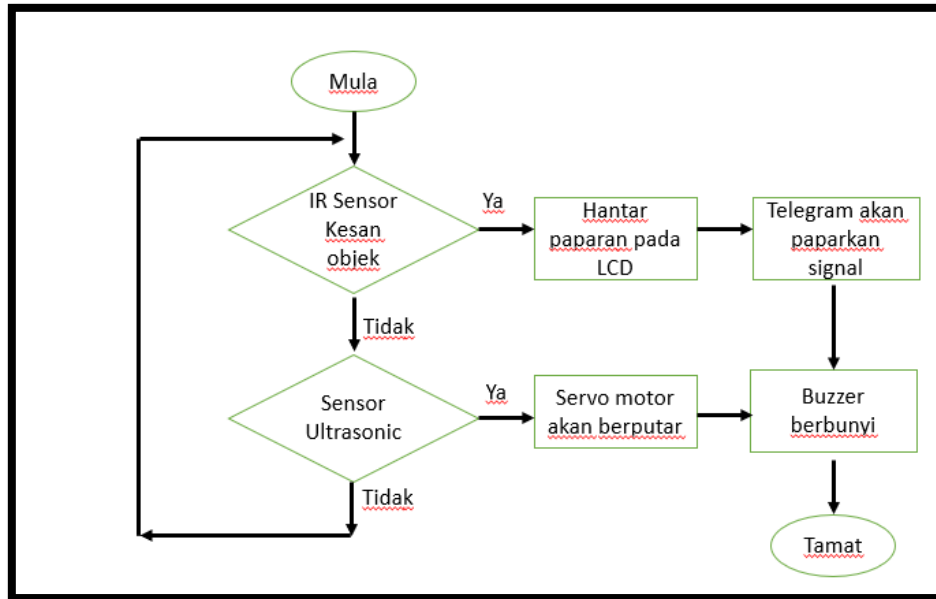 Mula
IR Sensor
Kesan
objek
Ya
Hantar
paparan pada
LCD
Telegram akan
paparkan
signal
Tidak
Sensor
Ultrasonic
Ya
Servo motor
akan berputar
Buzzer
berbunyi
Tidak
Tamat